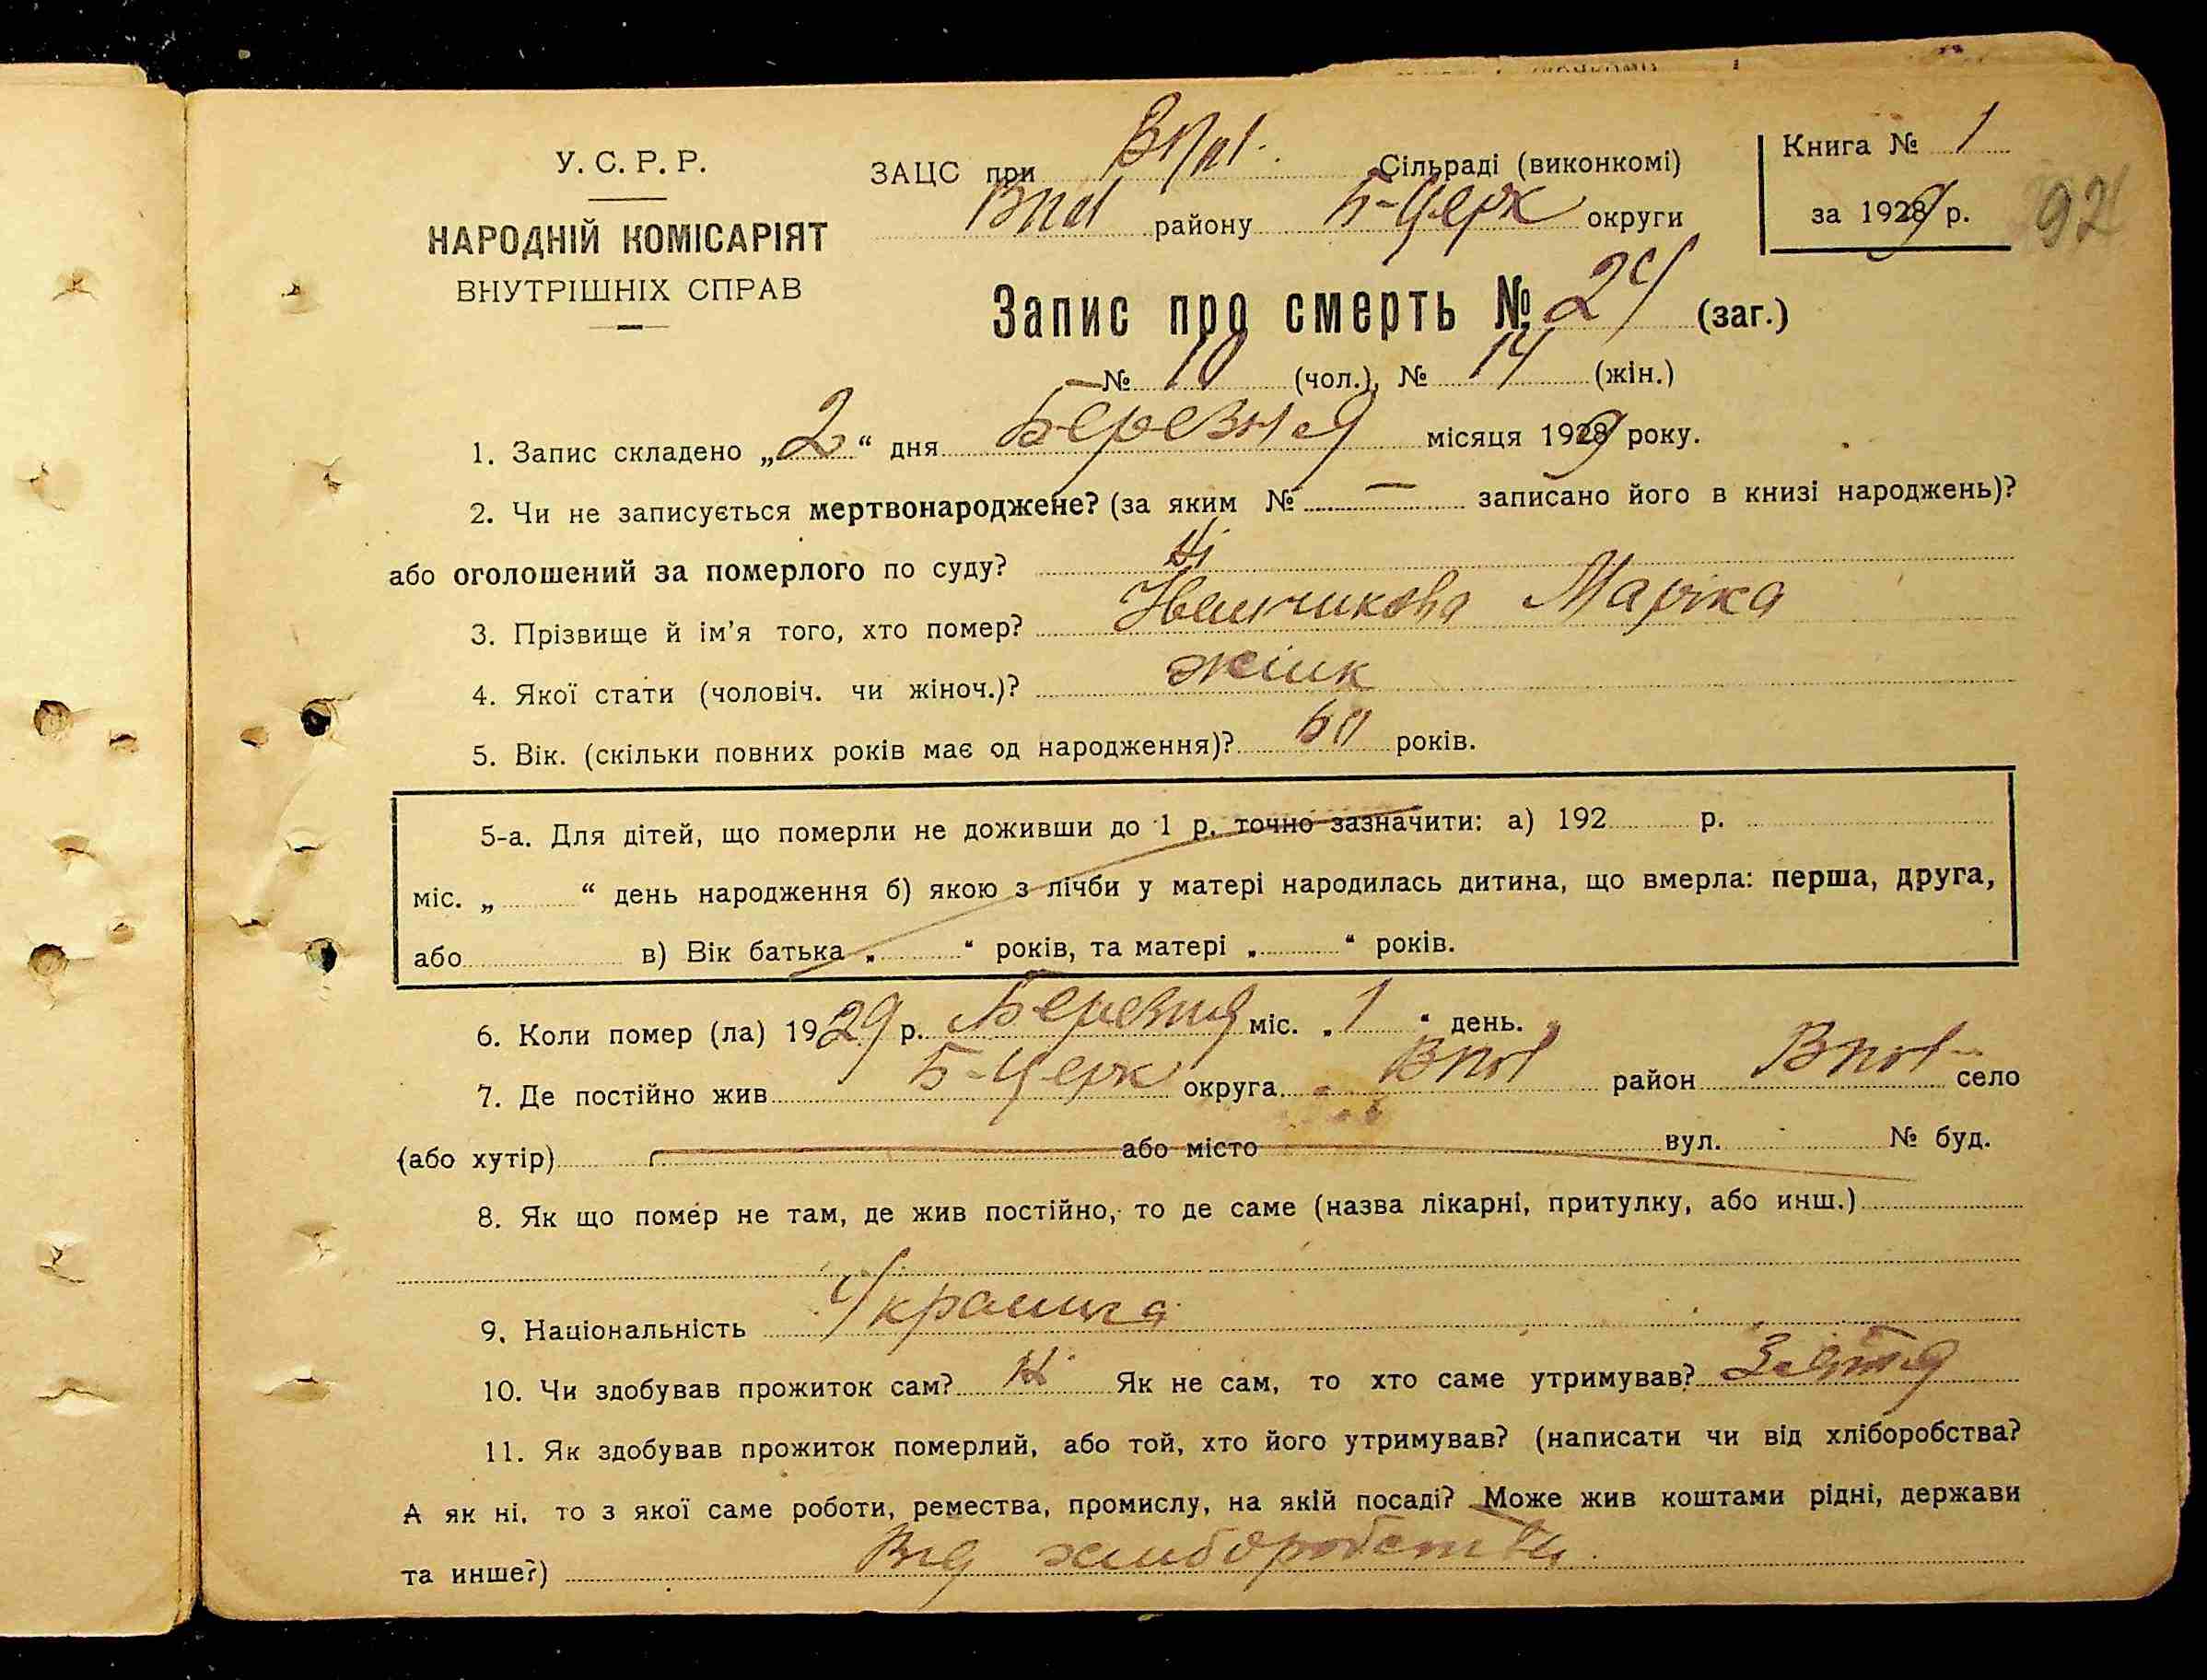 У. С. Р. Р.
НАРОДНІЙ КОМІСАРІЯТ
ВНУТРІШНІХ СПРАВ
ЗАЦС при Впол. Сільраді (виконкомі)
Впол району Б-Церк округи
Книга № 1
за 1929 р.
92
Запис про смерть № 24 (заг.)
№ 10 (чол.), № 14 (жін.)
1. Запис складено „2“ дня Березня місяця 1929 року.
2. Чи не записується мертвонароджене? (за яким № — записано його в книзі народжень)?
або оголошений за померлого по суду? Ні
3. Прізвище й ім’я того, хто помер? Иванчикова Маріка
4. Якої стати (чоловіч. чи жіноч.)? жінк
5. Вік. (скільки повних років має од народження)? 60 років.
5-а. Для дітей, що померли не доживши до 1 р. точно зазначити: а) 192 р.
міс. „ “ день народження б) якою з лічби у матері народилась дитина, що вмерла: перша, друга,
або в) Вік батька „ “ років, та матері „ “ років.
6. Коли помер (ла) 1929 р. Березня міс. „1“ день.
7. Де постійно жив Б-Церк округа Впол район Впол село
(або хутір) або місто вул. № буд.
8. Як що помер не там, де жив постійно, то де саме (назва лікарні, притулку, або инш.)
9. Національність Украинка
10. Чи здобував прожиток сам? Ні Як не сам, то хто саме утримував?
11. Як здобував прожиток померлий, або той, хто його утримував? (написати чи від хліборобства?
А як ні, то з якої саме роботи, ремества, промислу, на якій посаді? Може жив коштами рідні, держави
та инше?) Від хліборобства